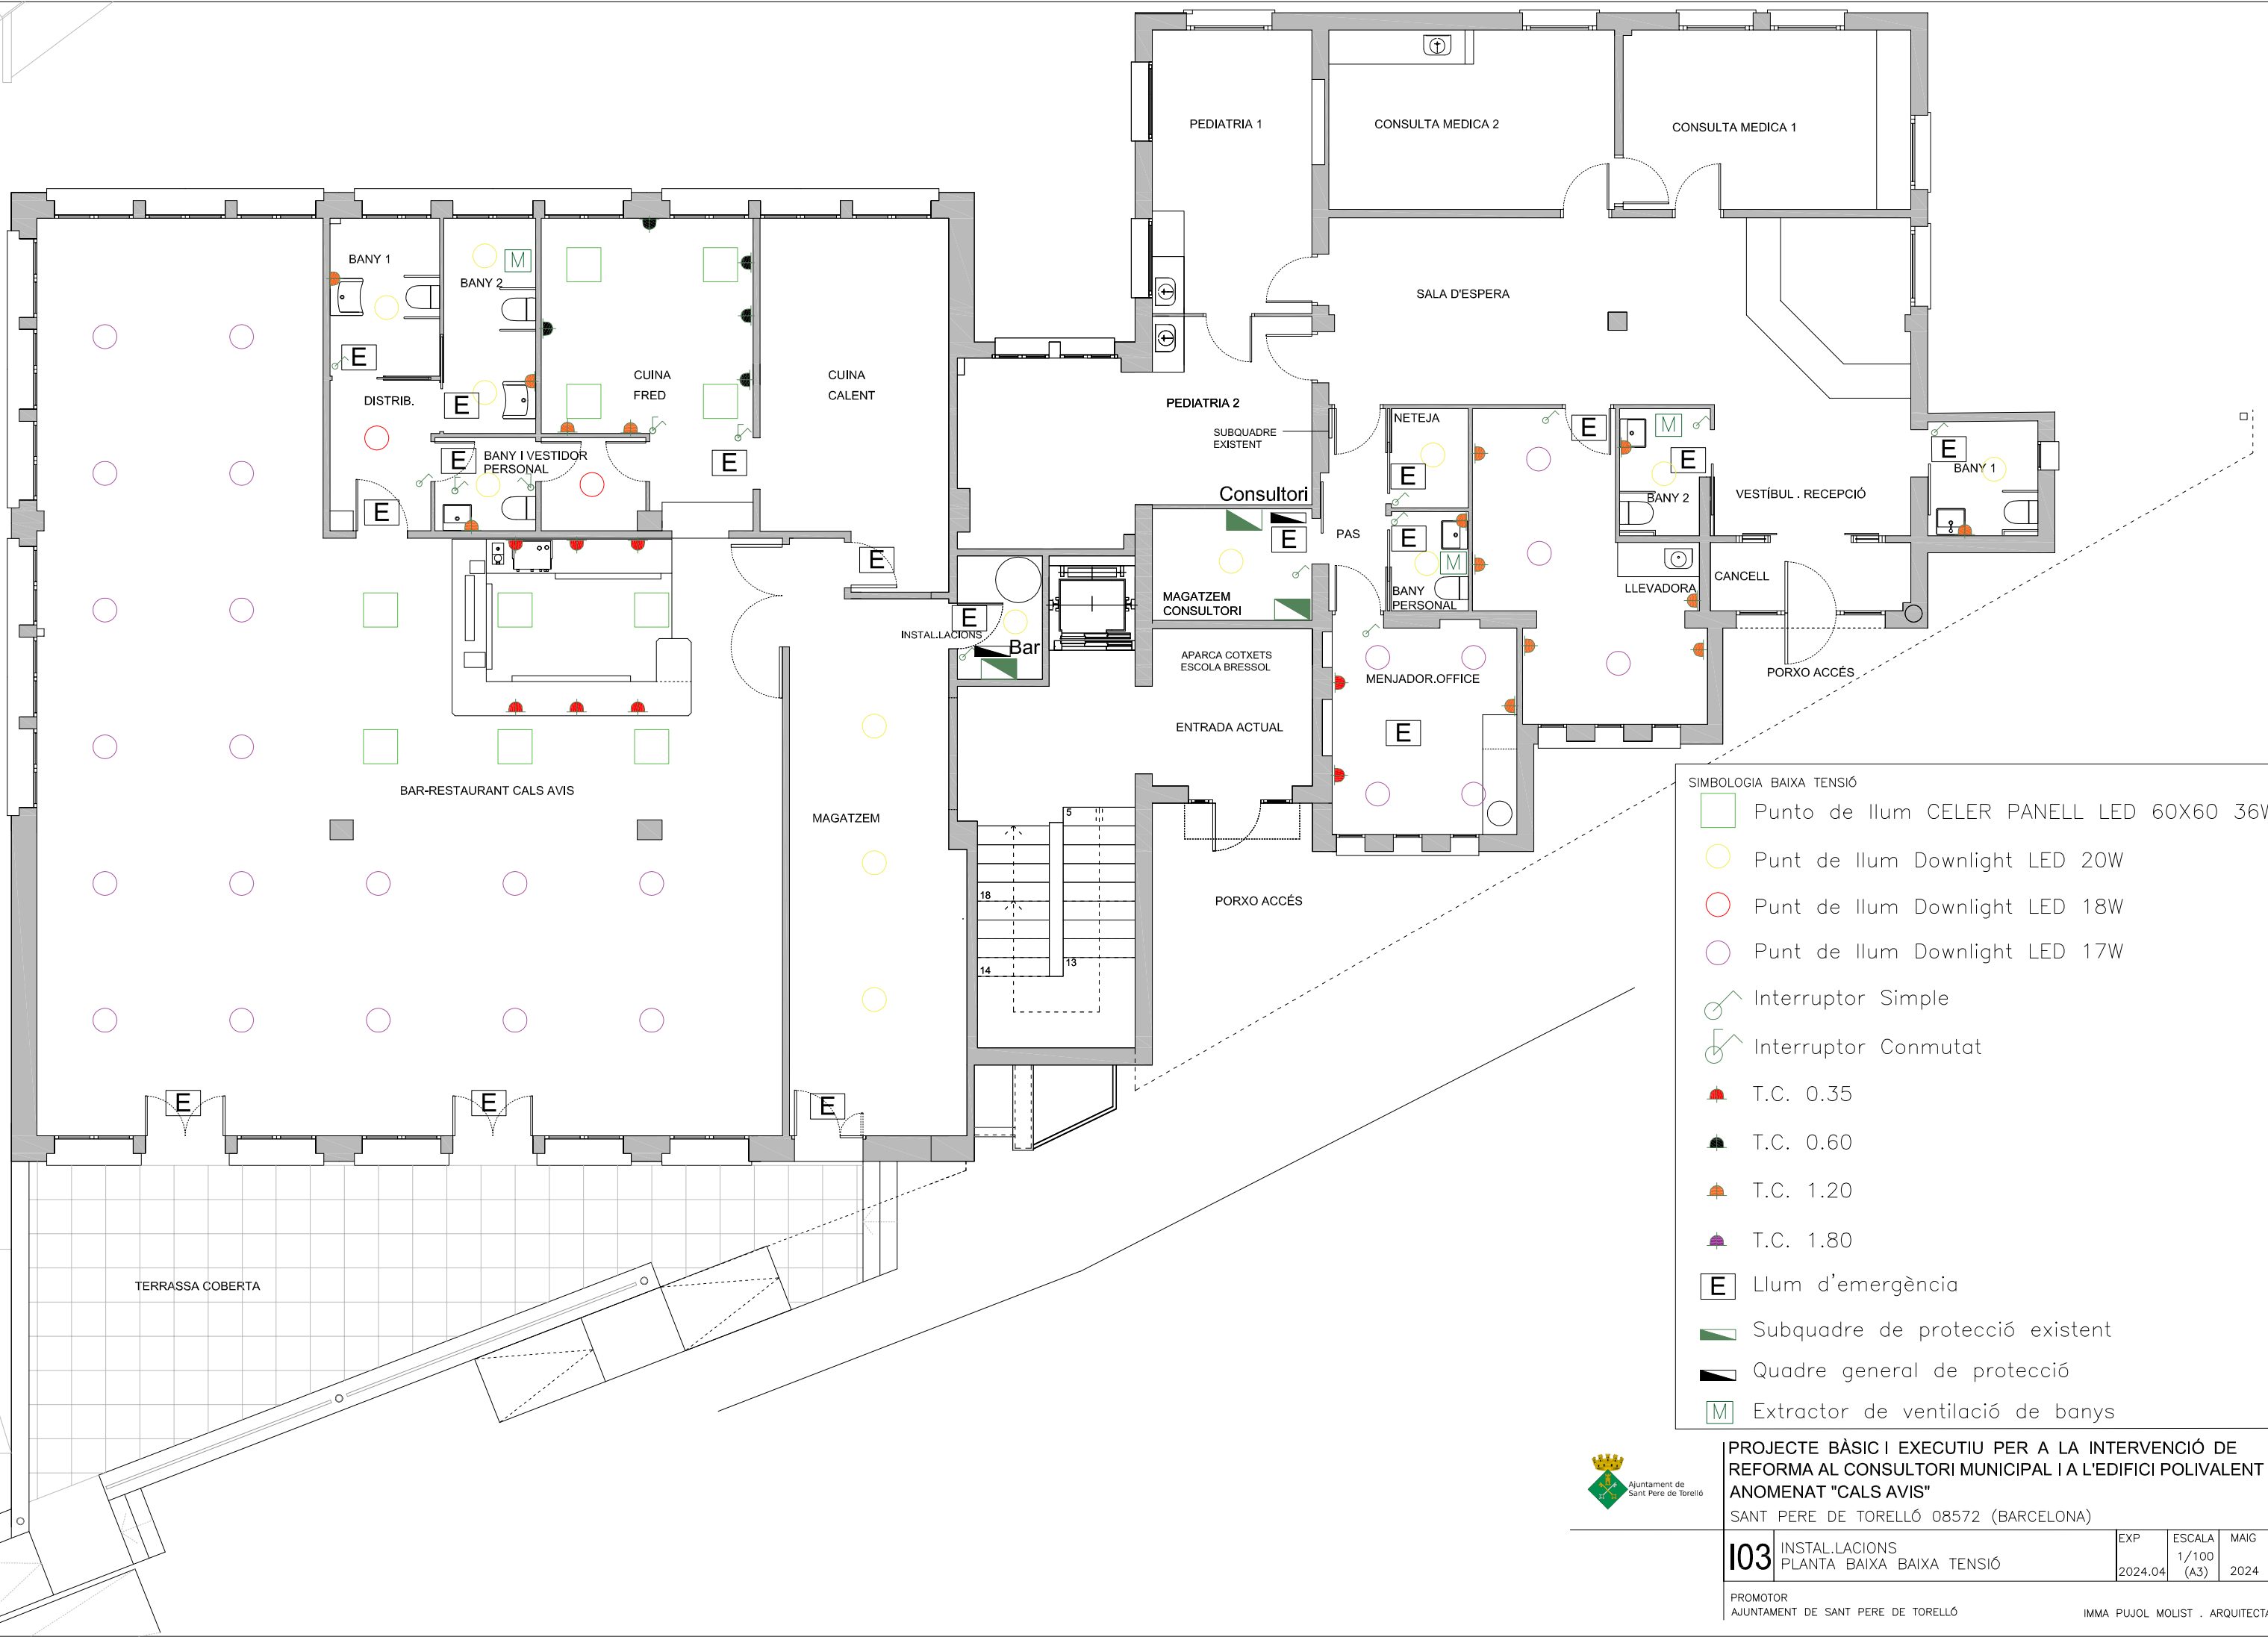 PEDIATRIA 1
CONSULTA MEDICA 2
CONSULTA MEDICA 1
BANY 1
M
BANY 2
SALA D'ESPERA
E
CUINA
FRED
CUINA
CALENT
DISTRIB.
E
PEDIATRIA 2
SUBQUADRE
EXISTENT
NETEJA
E
M
E
BANY 1
E
BANY I VESTIDOR
PERSONAL
E
E
E
BANY 2
VESTÍBUL . RECEPCIÓ
Consultori
E
E
PAS
E
M
E
CANCELL
LLEVADORA
BANY
PERSONAL
MAGATZEM
CONSULTORI
E
INSTAL.LACIONS
Bar
APARCA COTXETS
ESCOLA BRESSOL
MENJADOR.OFFICE
PORXO ACCÉS
ENTRADA ACTUAL
E
BAR-RESTAURANT CALS AVIS
MAGATZEM
5
18
14
13
PORXO ACCÉS
E
E
E
TERRASSA COBERTA
SIMBOLOGIA BAIXA TENSIÓ
Punto de llum CELER PANELL LED 60X60 36W
Punt de llum Downlight LED 20W
Punt de llum Downlight LED 18W
Punt de llum Downlight LED 17W
Interruptor Simple
Interruptor Conmutat
T.C. 0.35
T.C. 0.60
T.C. 1.20
T.C. 1.80
E Llum d'emergència
Subquadre de protecció existent
Quadre general de protecció
M Extractor de ventilació de banys
Ajuntament de
Sant Pere de Torelló
PROJECTE BÀSIC I EXECUTIU PER A LA INTERVENCIÓ DE
REFORMA AL CONSULTORI MUNICIPAL I A L'EDIFICI POLIVALENT
ANOMENAT "CALS AVIS"
SANT PERE DE TORELLÓ 08572 (BARCELONA)
I03
INSTAL.LACIONS
PLANTA BAIXA BAIXA TENSIÓ
EXP
2024.04
ESCALA
1/100
(A3)
MAIG
2024
PROMOTOR
AJUNTAMENT DE SANT PERE DE TORELLÓ
IMMA PUJOL MOLIST . ARQUITECTA